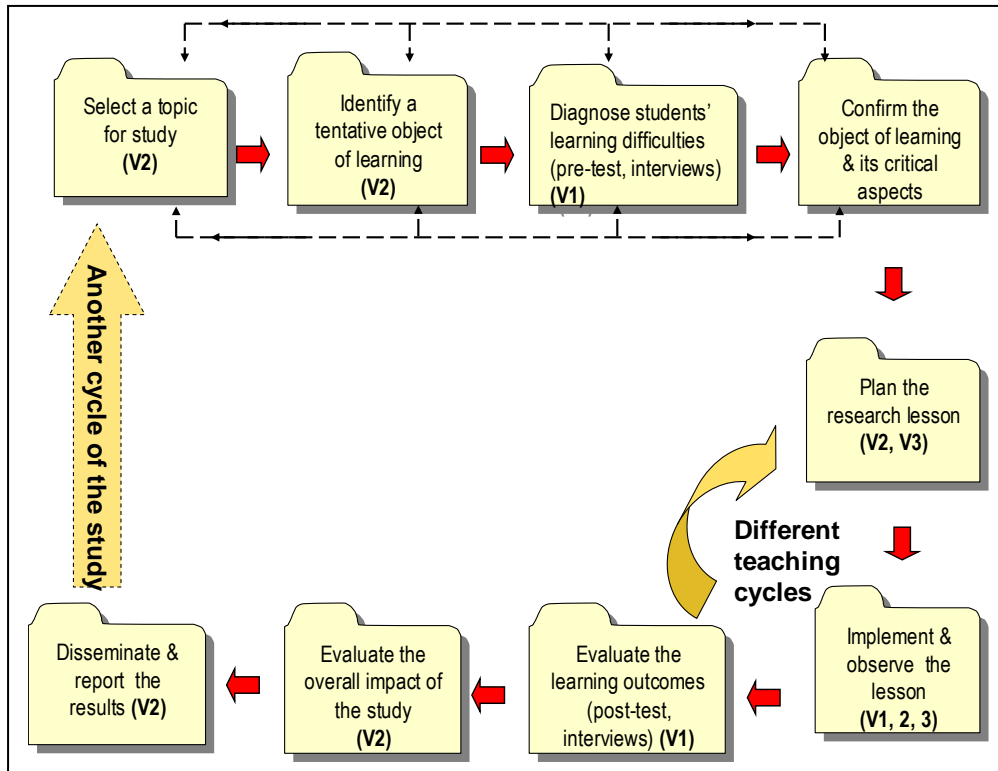 Select a topic
for study
(V2)
Identify a
tentative object
of learning
(V2)
Diagnose students’
learning difficulties
(pre-test, interviews)
(V1)
Confirm the
object of learning
& its critical
aspects
Plan the
research lesson
(V2, V3)
Different
teaching
cycles
Implement &
observe the
lesson
(V1, 2, 3)
Evaluate the
learning outcomes
(post-test,
interviews) (V1)
Evaluate the
overall impact of
the study
(V2)
Disseminate &
report the
results (V2)
Another cycle of the study